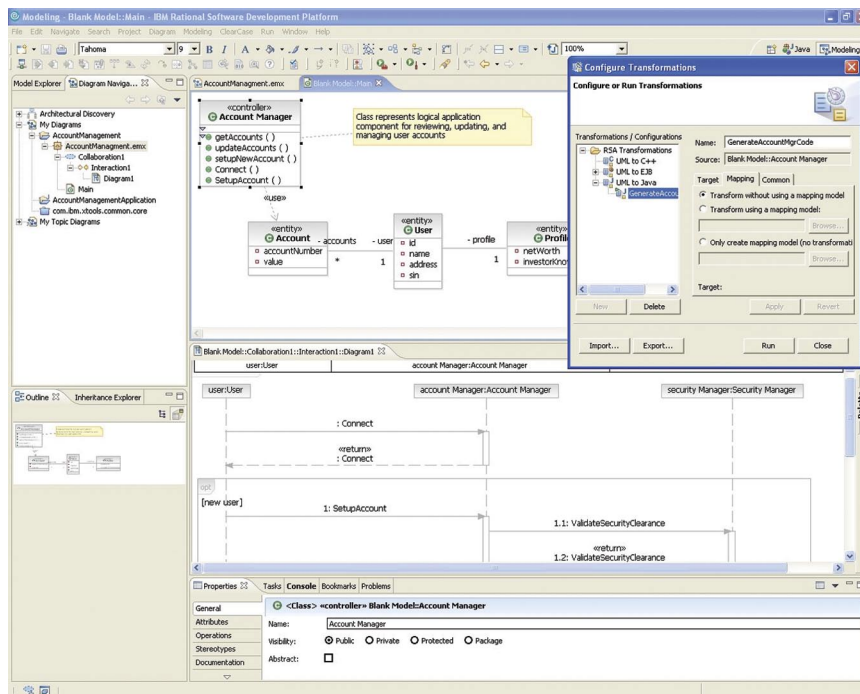 Modeling - Blank Model::Main - IBM Rational Software Development Platform
File Edit Navigate Search Project Diagram Modeling ClearCase Run Window Help
Tahoma 9 B I A 100% Java Modeling
Model Explorer Diagram Naviga...
Architectural Discovery
My Diagrams
AccountManagement
AccountManagment.emx
Collaboration1
Interaction1
Diagram1
Main
AccountManagementApplication
com.ibm.xtools.common.core
My Topic Diagrams
AccountManagment.emx Blank Model::Main
«controller»
Account Manager
getAccounts ( )
updateAccounts ( )
setupNewAccount ( )
Connect ( )
SetupAccount ( )
Class represents logical application
component for reviewing, updating, and
managing user accounts
«use»
«entity»
Account
accountNumber
value
- accounts
*
- user
1
«entity»
User
id
name
address
sin
- profile
1
«entity»
Profile
netWorth
investorKno
Configure Transformations
Configure or Run Transformations
Transformations / Configurations
RSA Transformations
UML to C++
UML to EJB
UML to Java
GenerateAccou
New Delete
Name: GenerateAccountMgrCode
Source: Blank Model::Account Manager
Target Mapping Common
Transform without using a mapping model
Transform using a mapping model:
Browse...
Only create mapping model (no transformati
Browse...
Target:
Apply Revert
Import... Export... Run Close
Blank Model::Collaboration1::Interaction1::Diagram1
user:User account Manager:Account Manager
user:User account Manager:Account Manager security Manager:Security Manager
: Connect
«return»
: Connect
opt
[new user]
1: SetupAccount
1.1: ValidateSecurityClearance
«return»
1.2: ValidateSecurityClearance
Outline Inheritance Explorer
Properties Tasks Console Bookmarks Problems
General
Attributes
Operations
Stereotypes
Documentation
<Class> «controller» Blank Model::Account Manager
Name: Account Manager
Visibility: Public Private Protected Package
Abstract: